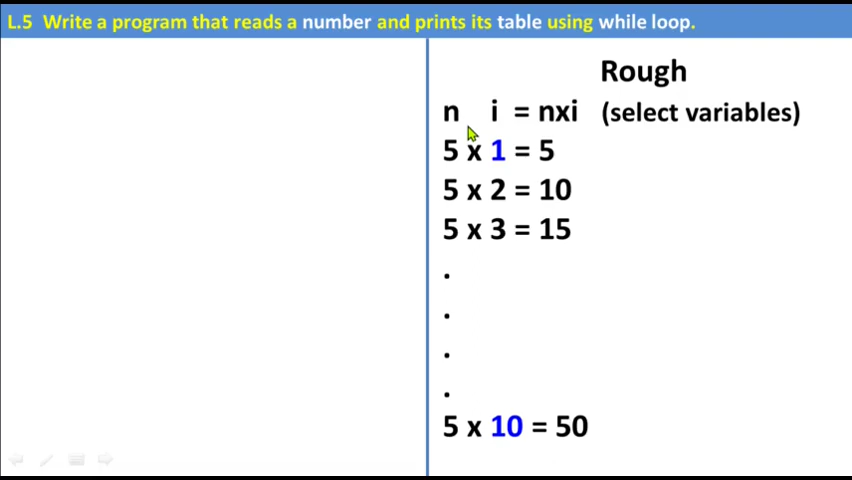 L.5 Write a program that reads a number and prints its table using while loop.
Rough
n i = nxi (select variables)
5 x 1 = 5
5 x 2 = 10
5 x 3 = 15
.
.
.
.
5 x 10 = 50